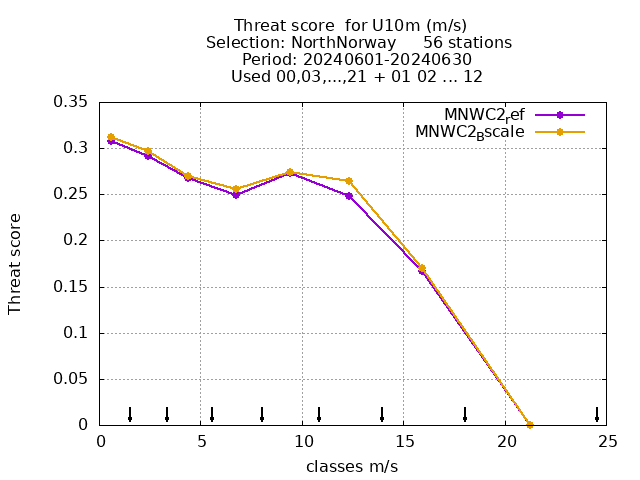 Threat score  for U10m (m/s)
Selection: NorthNorway     56 stations
Period: 20240601-20240630
Used 00,03,...,21 + 01 02 ... 12
MNWC2_ref
MNWC2_Bscale
0.35
0.3
0.25
0.2
0.15
0.1
0.05
0
Threat score
0 5 10 15 20 25
classes m/s